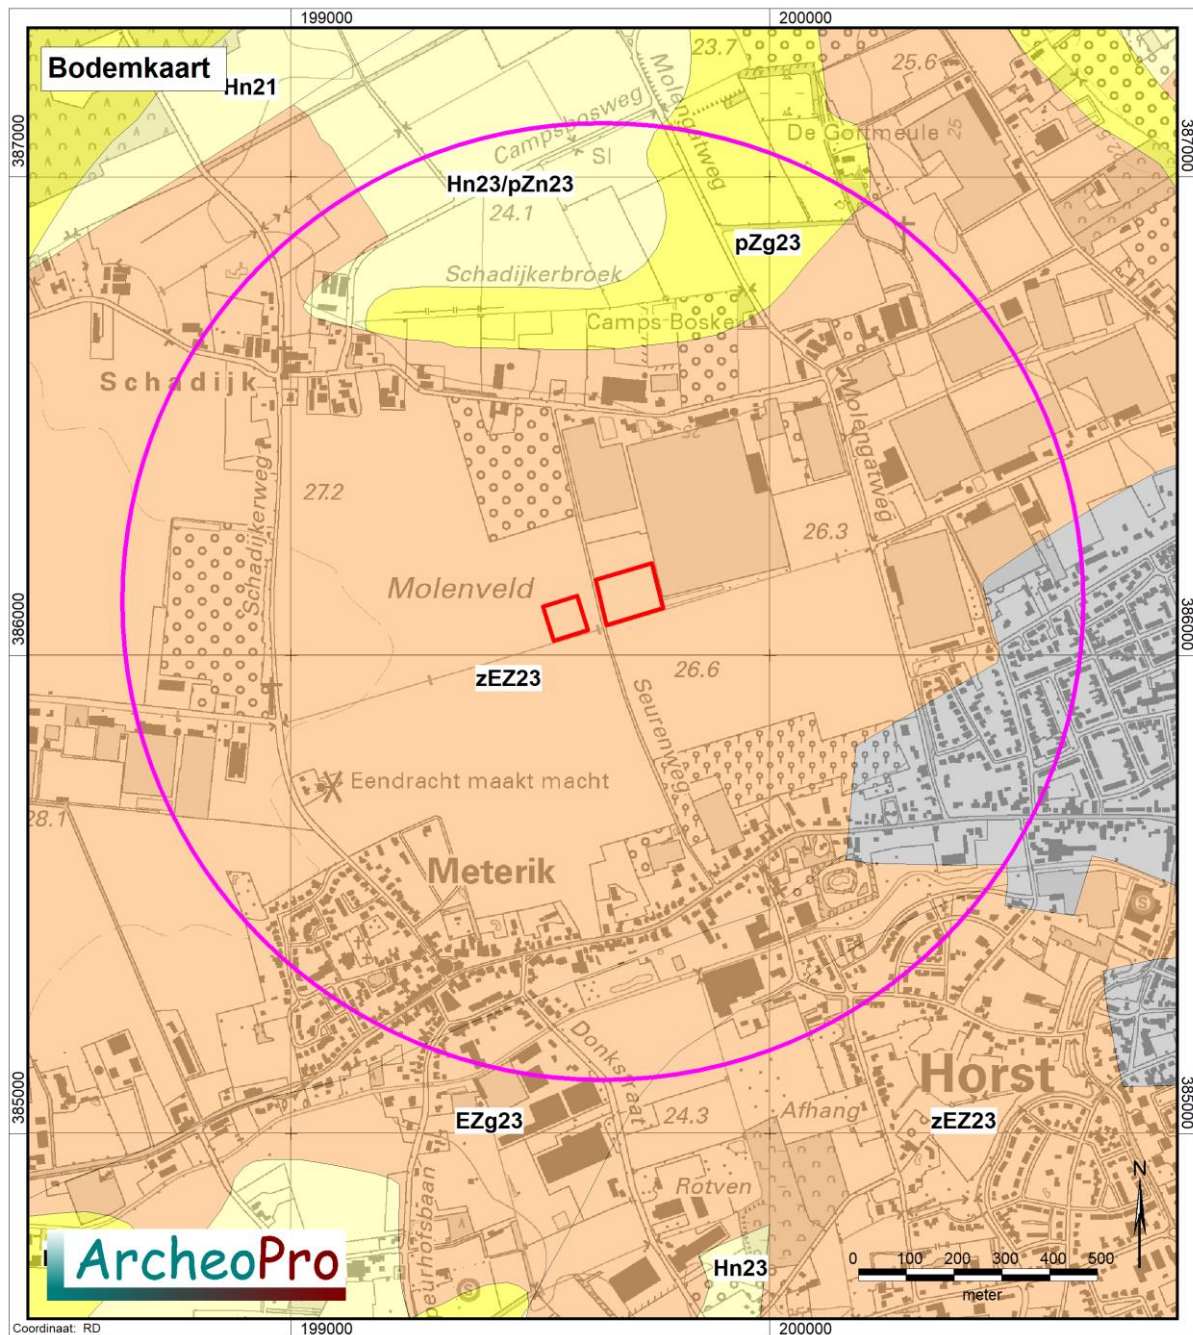 199000
200000
Bodemkaart
Hn21
23.7
25.6
Molengatweg
De Gortmeule
25
387000
387000
Campsbosweg
SI
Hn23/pZn23
24.1
pZg23
Schadijkerbroek
Camps Boske
Schadijk
Molengatweg
27.2
Schadijkerweg
26.3
Molenveld
386000
386000
zEZ23
26.6
Seurenweg
Eendracht maakt macht
28.1
Meterik
S
Donkstraat
Horst
385000
385000
EZg23
24.3
Afhang
zEZ23
Rotven
N
Hn23
ArcheoPro
S
0 100 200 300 400 500
meter
Coördinaat: RD
199000
200000